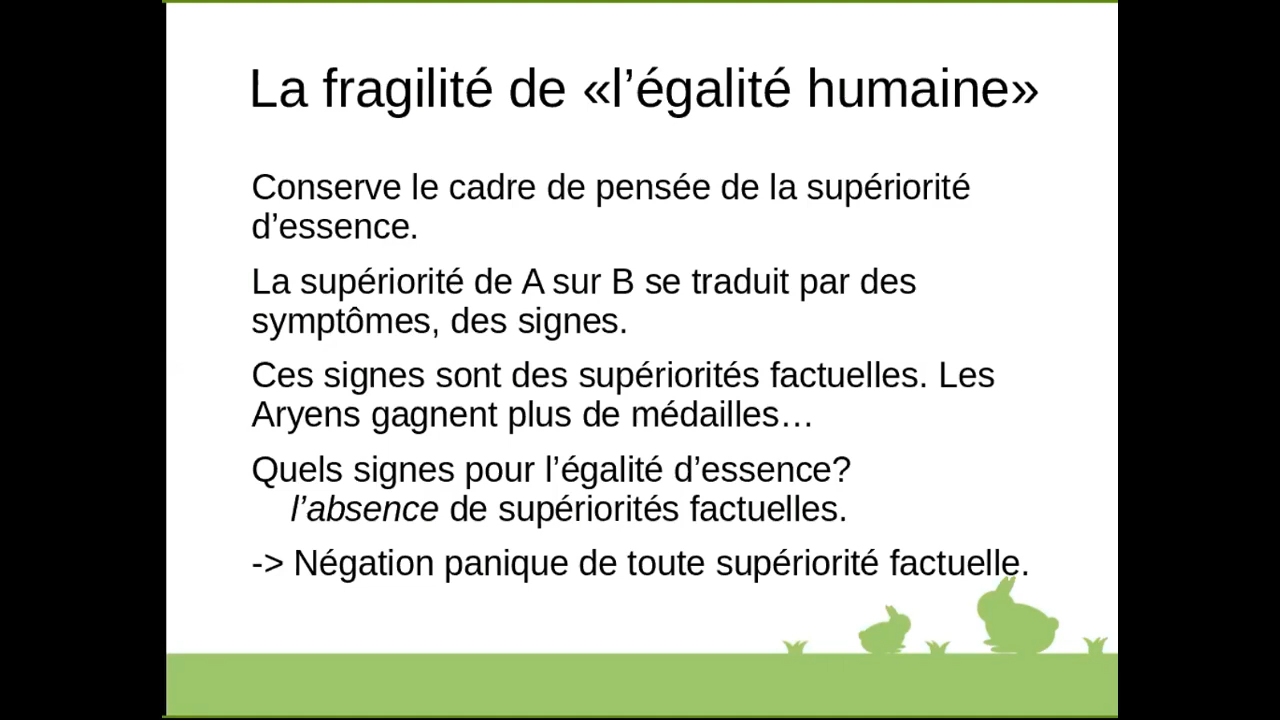 La fragilité de «l’égalité humaine»
Conserve le cadre de pensée de la supériorité
d’essence.
La supériorité de A sur B se traduit par des
symptômes, des signes.
Ces signes sont des supériorités factuelles. Les
Aryens gagnent plus de médailles…
Quels signes pour l’égalité d’essence?
l’absence de supériorités factuelles.
-> Négation panique de toute supériorité factuelle.